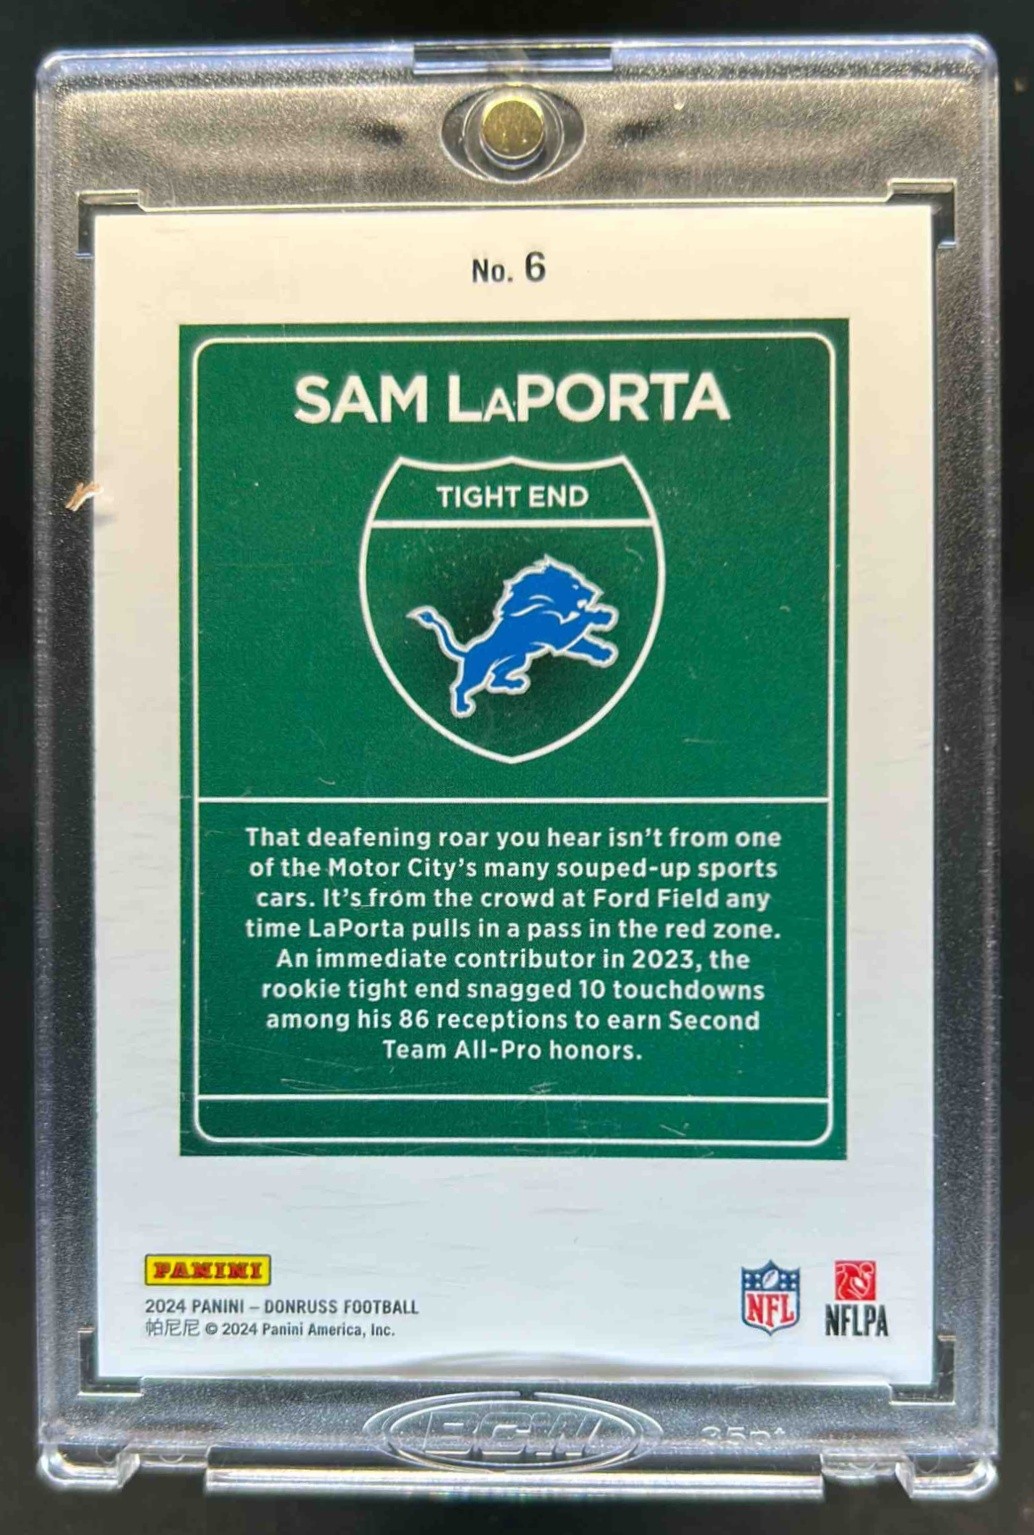 No. 6
SAM LaPORTA
TIGHT END
That deafening roar you hear isn't from one
of the Motor City's many souped-up sports
cars. It's from the crowd at Ford Field any
time LaPorta pulls in a pass in the red zone.
An immediate contributor in 2023, the
rookie tight end snagged 10 touchdowns
among his 86 receptions to earn Second
Team All-Pro honors.
PANINI
2024 PANINI – DONRUSS FOOTBALL
帕尼尼 © 2024 Panini America, Inc.
NFL
NFLPA
BCW
35pt